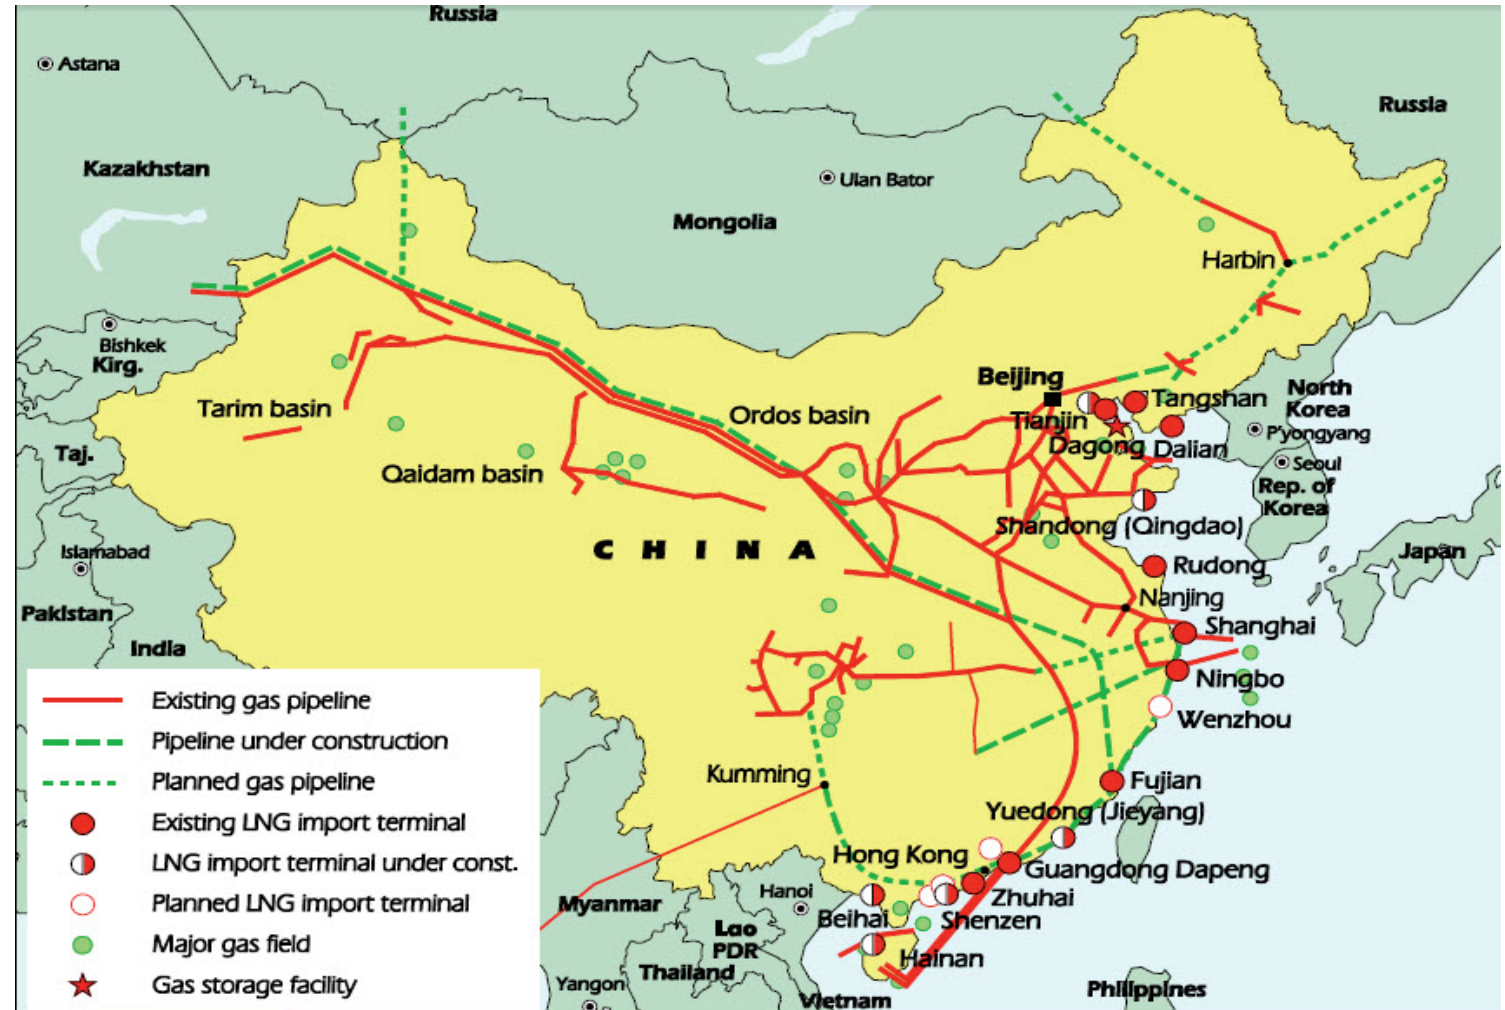 Russia
Astana
Russia
Kazakhstan
Ulan Bator
Mongolia
Harbin
Bishkek
Kirg.
Beijing
North
Korea
Tangshan
Tarim basin
Ordos basin
Tianjin
P'yongyang
Dagong
Dalian
Taj.
Qaidam basin
Seoul
Rep. of
Korea
Shandong (Qingdao)
Islamabad
CHINA
Japan
Rudong
Pakistan
Nanjing
India
Shanghai
Ningbo
Wenzhou
Kumming
Fujian
Yuedong (Jieyang)
Hong Kong
Guangdong Dapeng
Myanmar
Hanoi
Zhuhai
Beihai
Shenzen
Lao
PDR
Hainan
Thailand
Yangon
Vietnam
Philippines
Existing gas pipeline
Pipeline under construction
Planned gas pipeline
Existing LNG import terminal
LNG import terminal under const.
Planned LNG import terminal
Major gas field
Gas storage facility